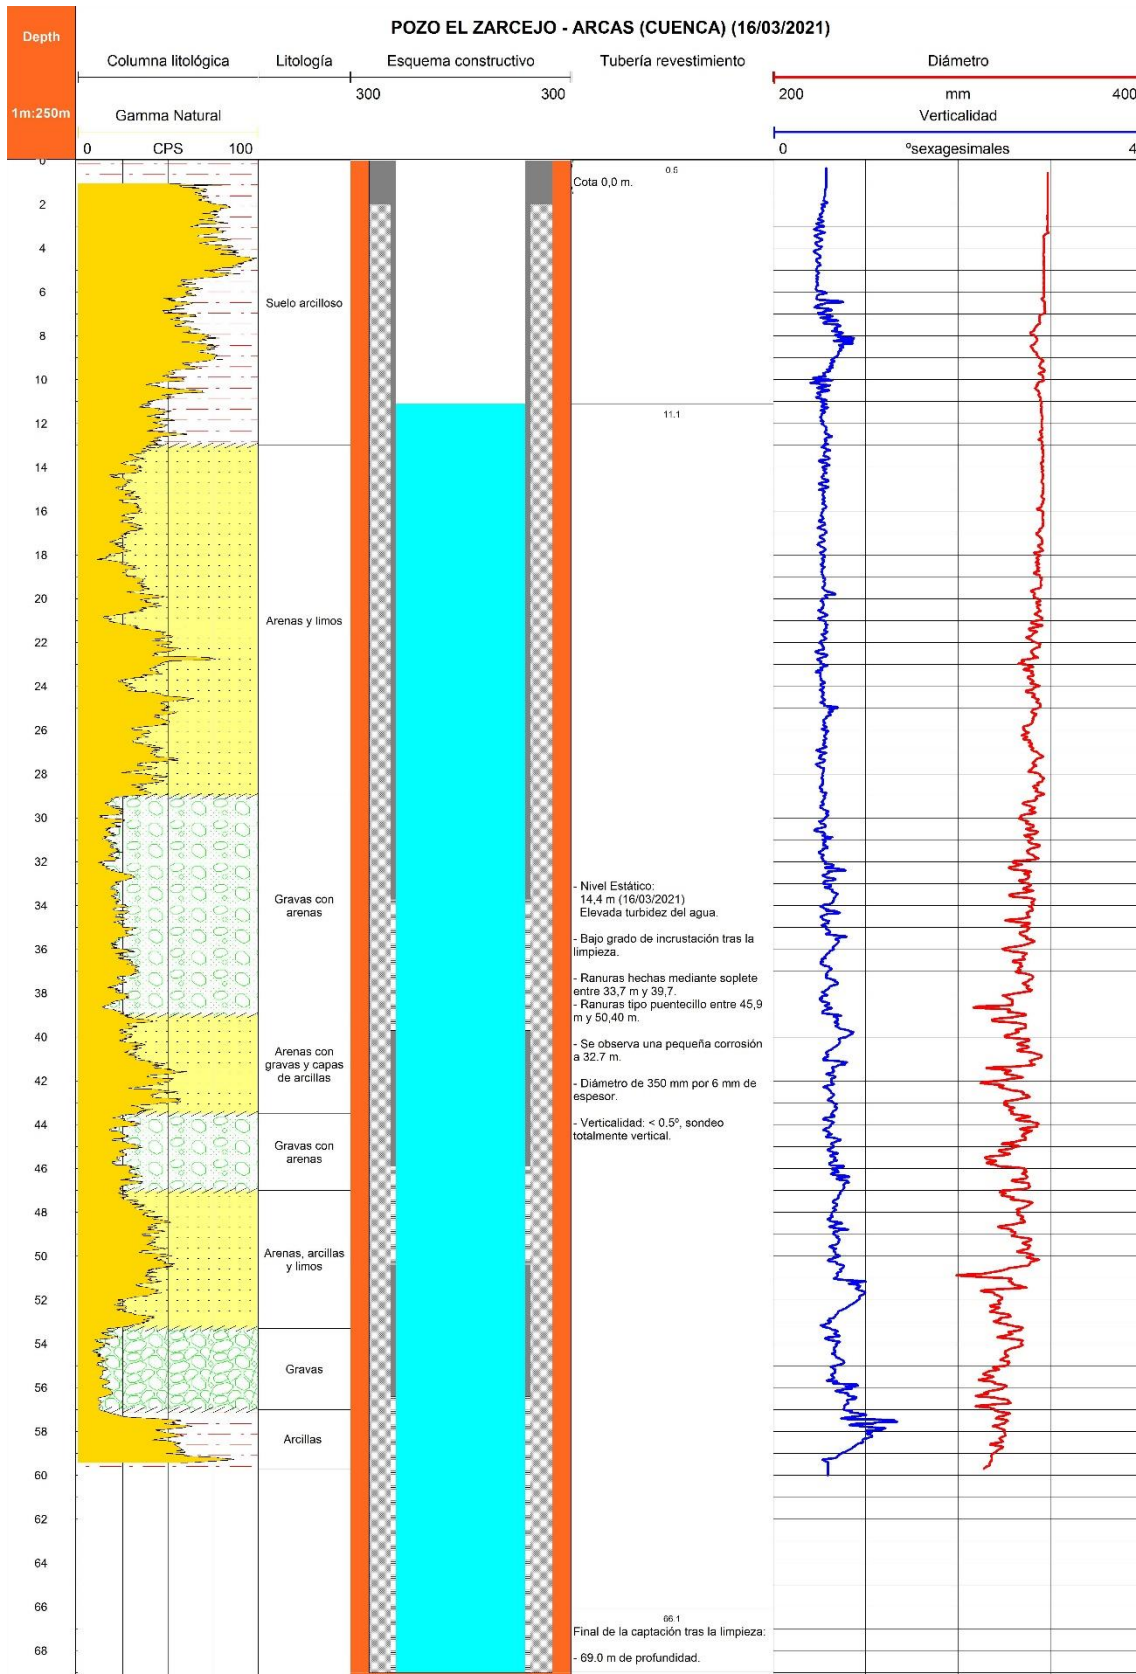 POZO EL ZARCEJO - ARCAS (CUENCA) (16/03/2021)
Depth
1m:250m
Columna litológica
Litología
Esquema constructivo
Tubería revestimiento
Diámetro
300
300
200 mm 400
Gamma Natural
Verticalidad
0 CPS 100
0 ºsexagesimales 4
0
2
4
6
8
10
12
14
16
18
20
22
24
26
28
30
32
34
36
38
40
42
44
46
48
50
52
54
56
58
60
62
64
66
68
Suelo arcilloso
Arenas y limos
Gravas con
arenas
Arenas con
gravas y capas
de arcillas
Gravas con
arenas
Arenas, arcillas
y limos
Gravas
Arcillas
0.5
Cota 0,0 m.
11.1
- Nivel Estático:
14,4 m (16/03/2021)
Elevada turbidez del agua.
- Bajo grado de incrustación tras la
limpieza.
- Ranuras hechas mediante soplete
entre 33,7 m y 39,7.
- Ranuras tipo puentecillo entre 45,9
m y 50,40 m.
- Se observa una pequeña corrosión
a 32.7 m.
- Diámetro de 350 mm por 6 mm de
espesor.
- Verticalidad: < 0.5º, sondeo
totalmente vertical.
66.1
Final de la captación tras la limpieza:
- 69.0 m de profundidad.